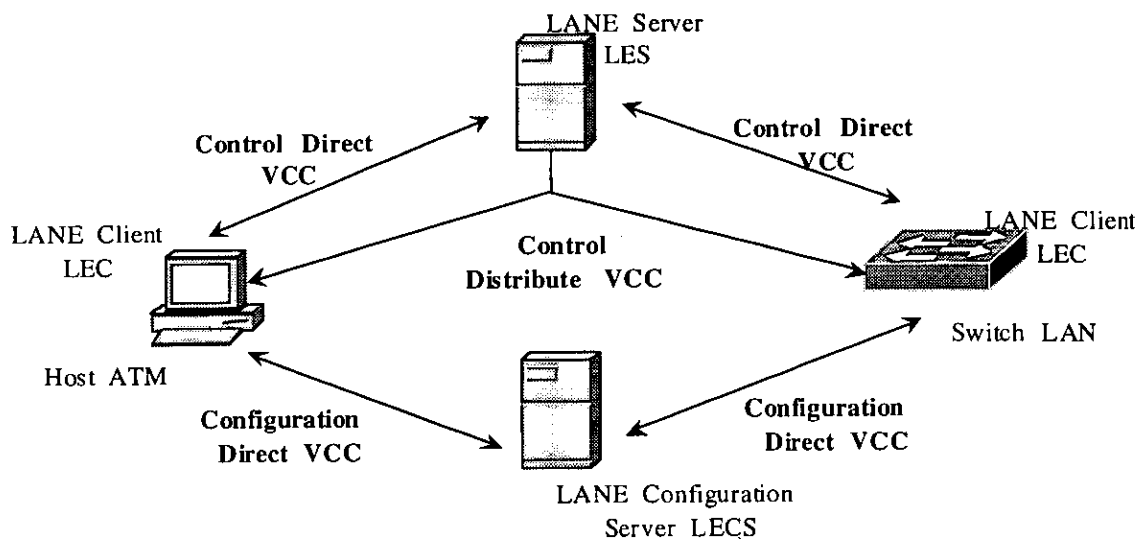 LANE Server
LES
Control Direct
VCC
Control Direct
VCC
LANE Client
LEC
LANE Client
LEC
Control
Distribute VCC
Switch LAN
Host ATM
Configuration
Direct VCC
Configuration
Direct VCC
LANE Configuration
Server LECS